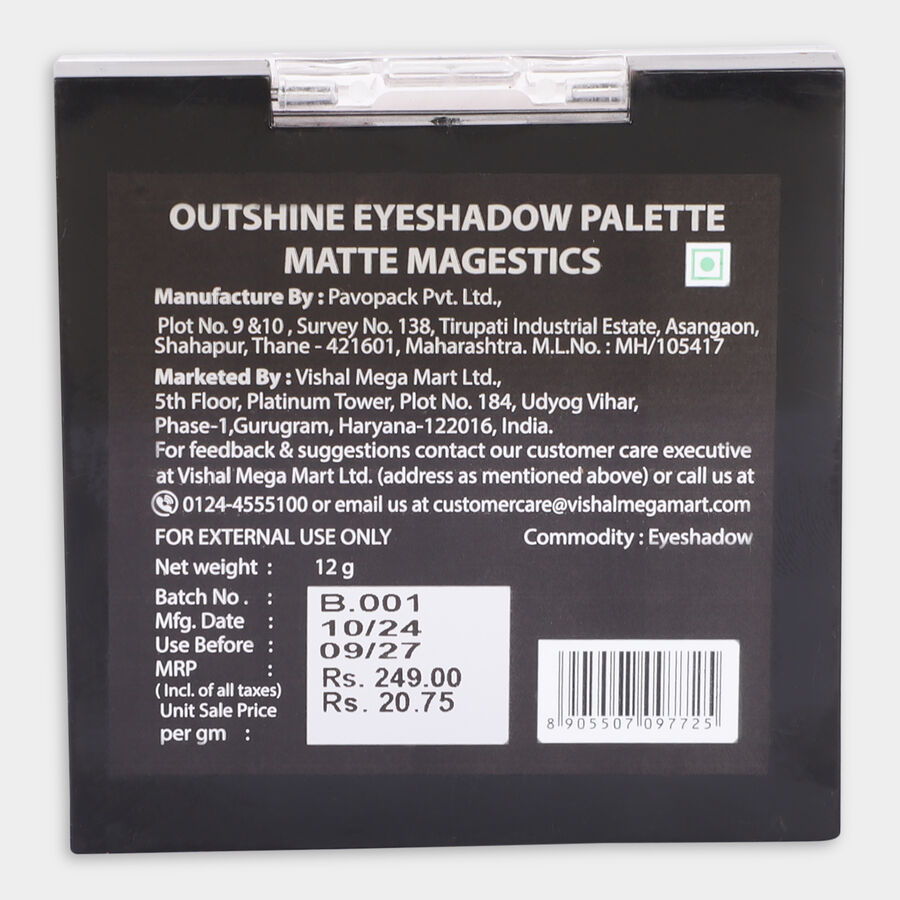 OUTSHINE EYESHADOW PALETTE
MATTE MAGESTICS
Manufacture By : Pavopack Pvt. Ltd.,
Plot No. 9 &10 , Survey No. 138, Tirupati Industrial Estate, Asangaon,
Shahapur, Thane - 421601, Maharashtra. M.L.No. : MH/105417
Marketed By : Vishal Mega Mart Ltd.,
5th Floor, Platinum Tower, Plot No. 184, Udyog Vihar,
Phase-1,Gurugram, Haryana-122016, India.
For feedback & suggestions contact our customer care executive
at Vishal Mega Mart Ltd. (address as mentioned above) or call us at
0124-4555100 or email us at customercare@vishalmegamart.com
FOR EXTERNAL USE ONLY Commodity : Eyeshadow
Net weight : 12 g
Batch No . : B.001
Mfg. Date : 10/24
Use Before : 09/27
MRP : Rs. 249.00
( Incl. of all taxes)
Unit Sale Price Rs. 20.75
per gm :
8 905507 097725